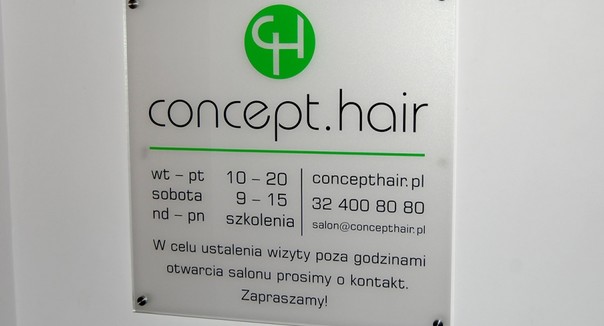 CH
concept.hair
wt – pt 10 – 20
sobota 9 – 15
nd – pn szkolenia
concepthair.pl
32 400 80 80
salon@concepthair.pl
W celu ustalenia wizyty poza godzinami
otwarcia salonu prosimy o kontakt.
Zapraszamy!